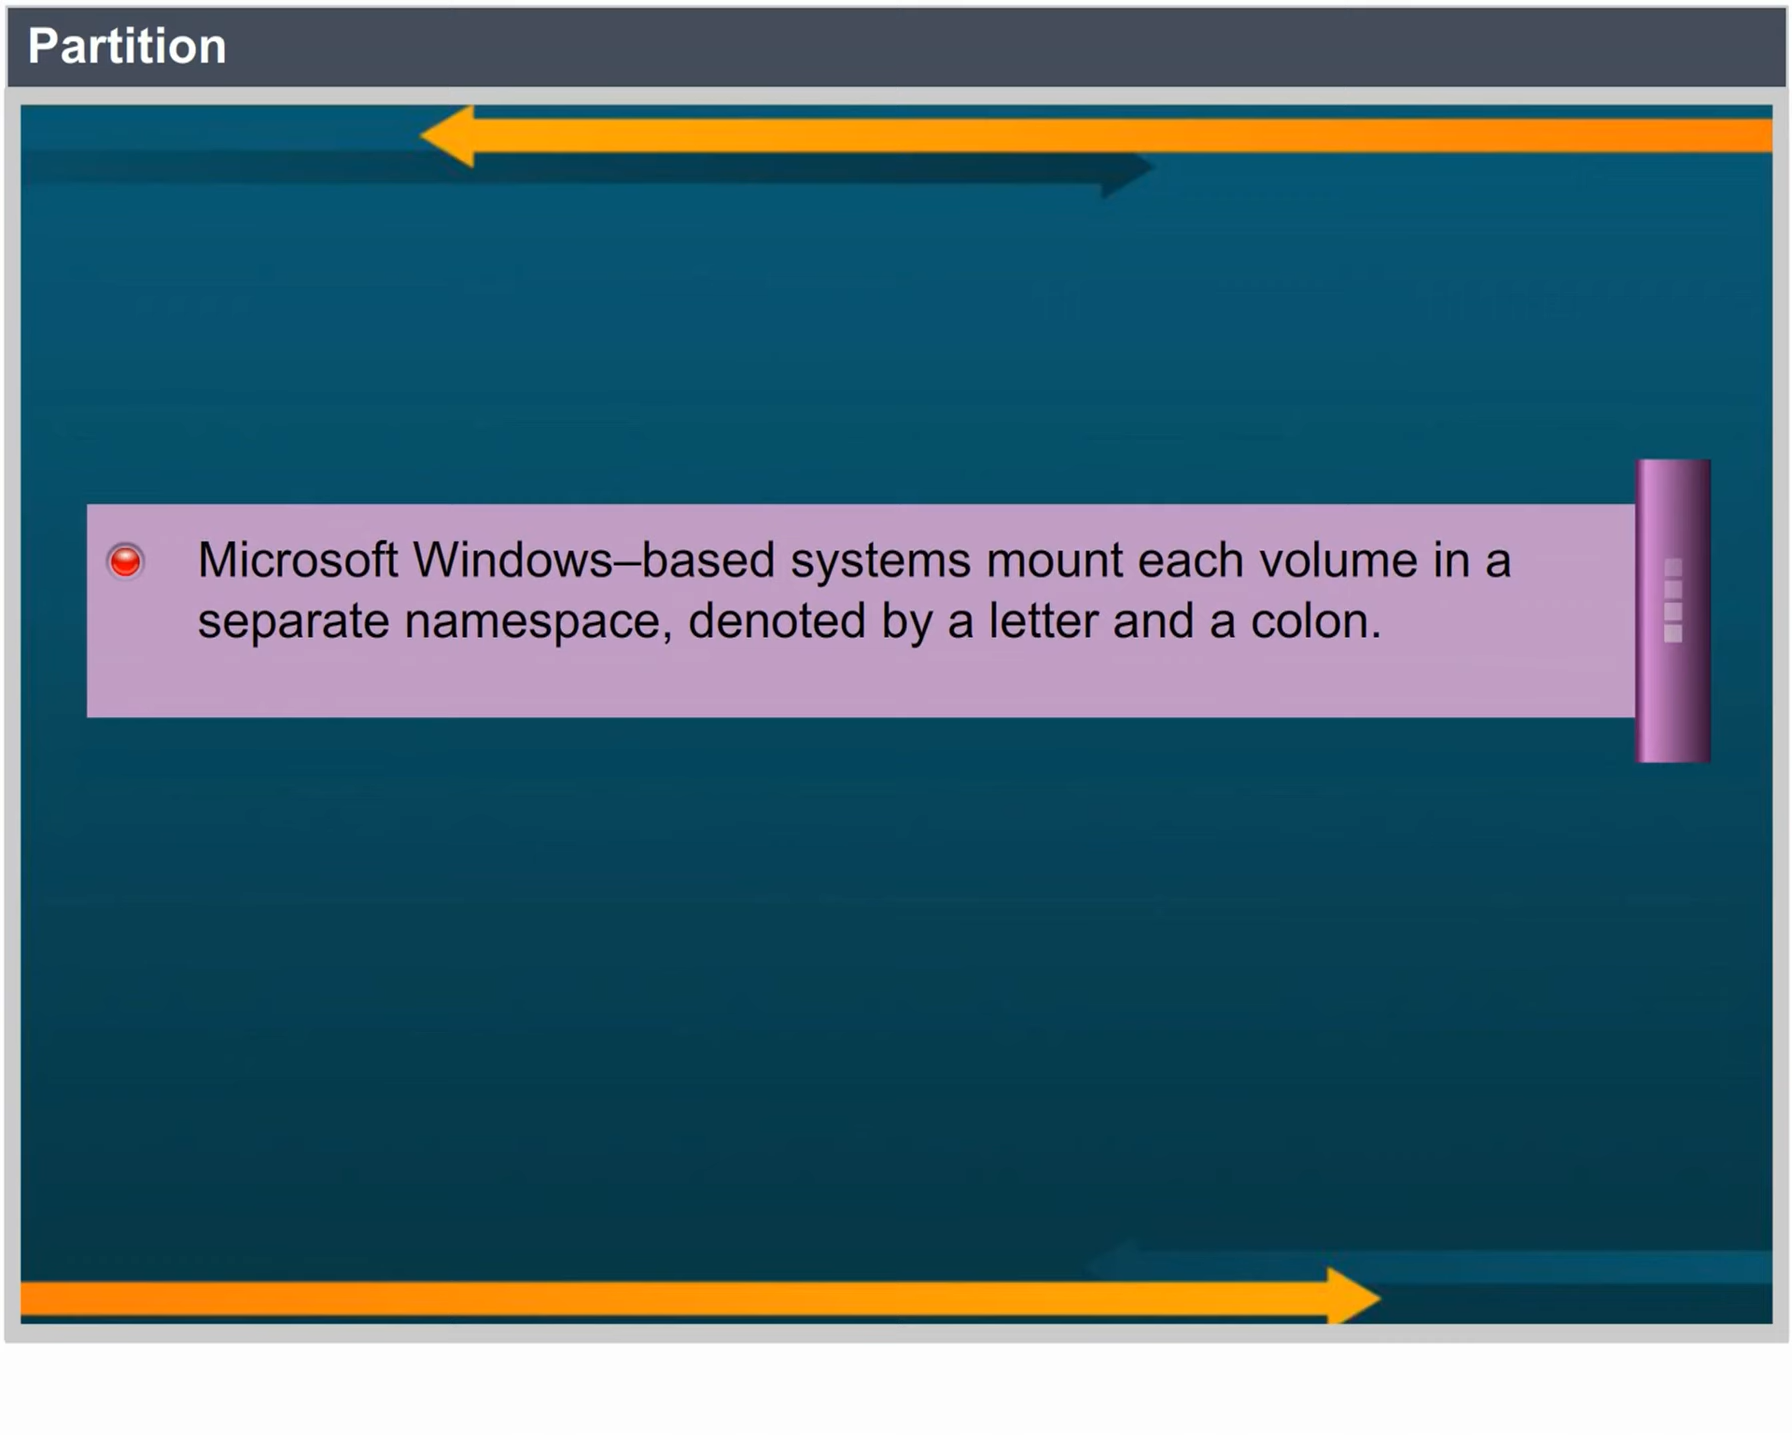 Partition
Microsoft Windows–based systems mount each volume in a
separate namespace, denoted by a letter and a colon.